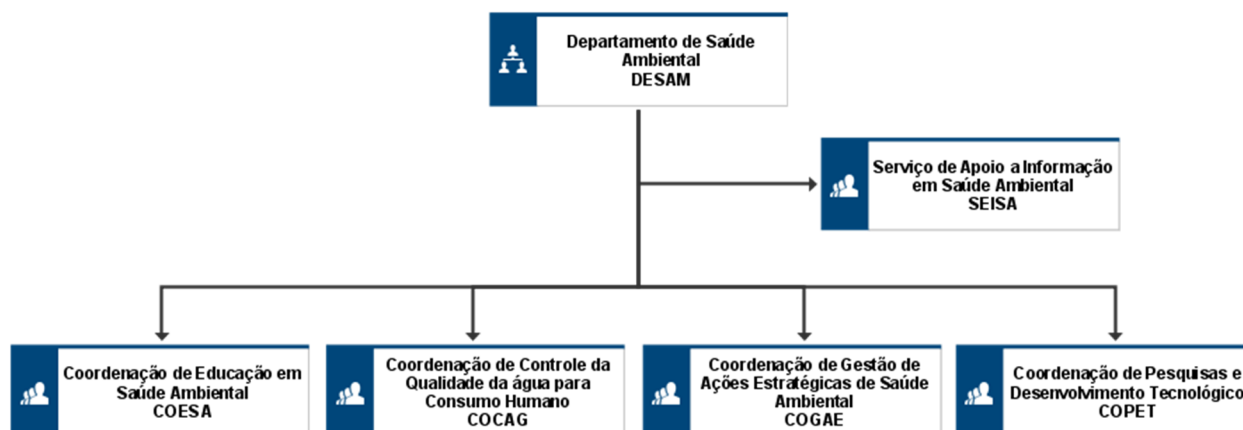 Departamento de Saúde
Ambiental
DESAM
Serviço de Apoio a Informação
em Saúde Ambiental
SEISA
Coordenação de Educação em
Saúde Ambiental
COESA
Coordenação de Controle da
Qualidade da água para
Consumo Humano
COCAG
Coordenação de Gestão de
Ações Estratégicas de Saúde
Ambiental
COGAE
Coordenação de Pesquisas e
Desenvolvimento Tecnológico
COPET